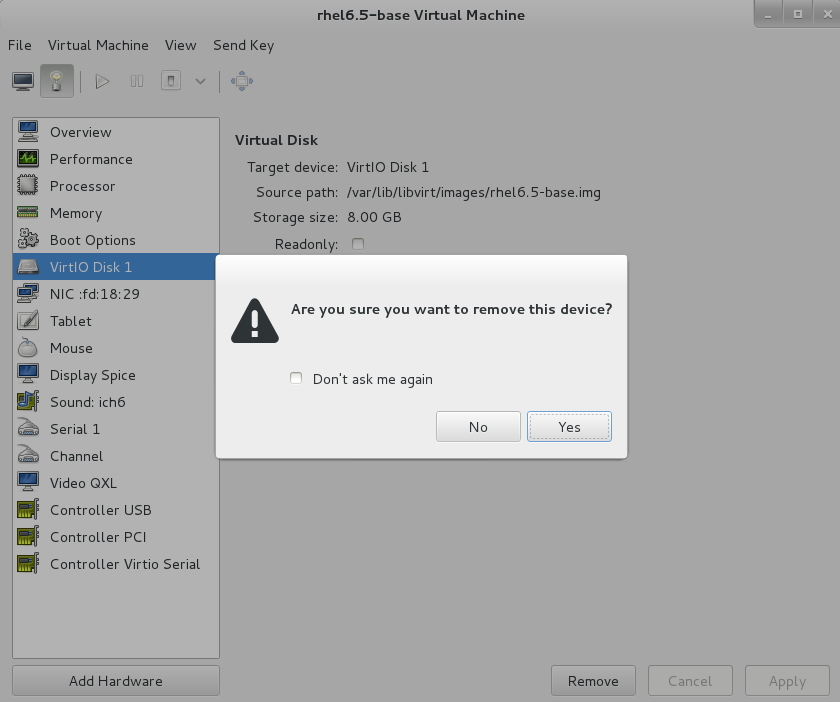 rhel6.5-base Virtual Machine
File Virtual Machine View Send Key
Overview
Performance
Processor
Memory
Boot Options
VirtIO Disk 1
NIC :fd:18:29
Tablet
Mouse
Display Spice
Sound: ich6
Serial 1
Channel
Video QXL
Controller USB
Controller PCI
Controller Virtio Serial
Add Hardware
Virtual Disk
Target device: VirtIO Disk 1
Source path: /var/lib/libvirt/images/rhel6.5-base.img
Storage size: 8.00 GB
Readonly:
Are you sure you want to remove this device?
Don't ask me again
No Yes
Remove Cancel Apply